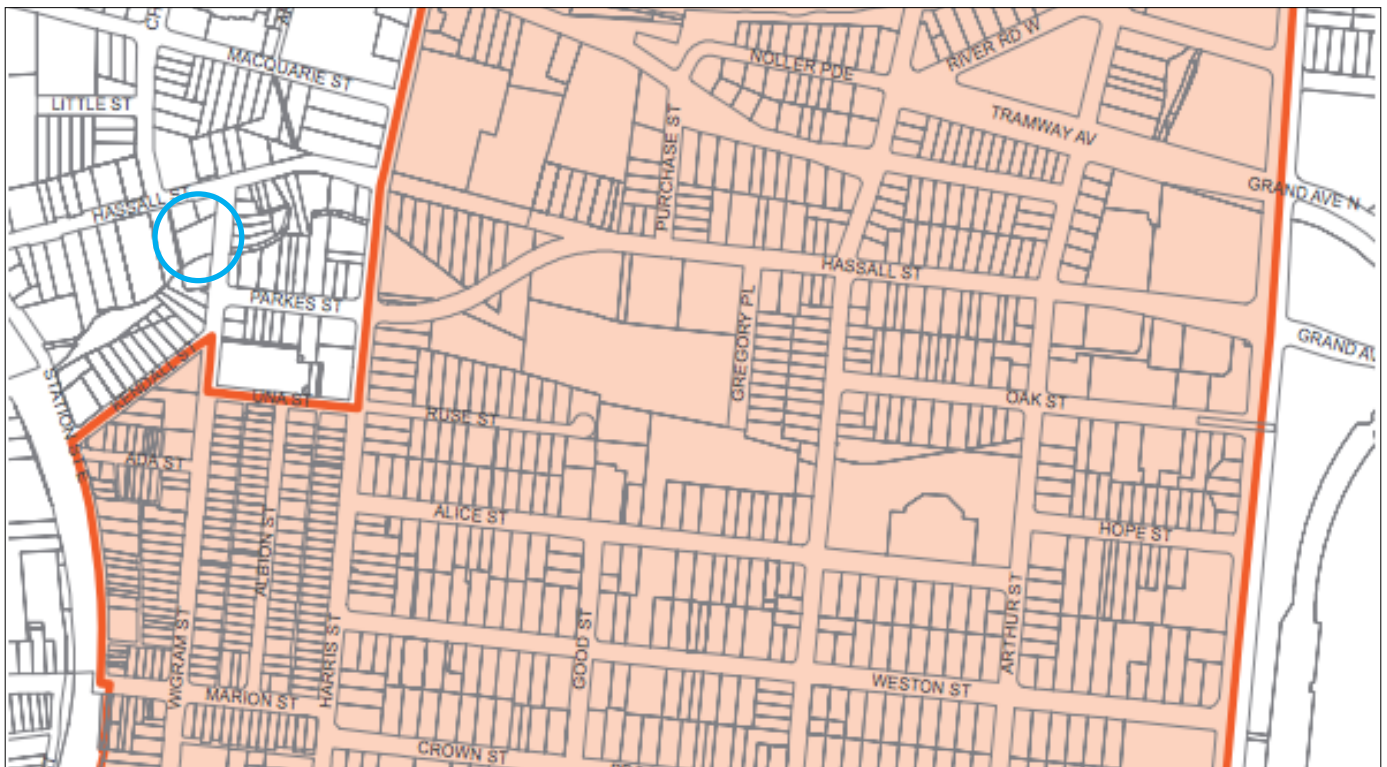 MACQUARIE ST
NOLLER PDE
RIVER RD W
LITTLE ST
TRAMWAY AV
PURCHASE ST
HASSALL ST
GRAND AVE N
HASSALL ST
PARKES ST
GREGORY PL
GRAND AV
STATION ST E
KENDALL ST
UNA ST
RUSE ST
OAK ST
ADA ST
ALICE ST
HOPE ST
ALBION ST
WIGRAM ST
HARRIS ST
GOOD ST
ARTHUR ST
WESTON ST
MARION ST
CROWN ST